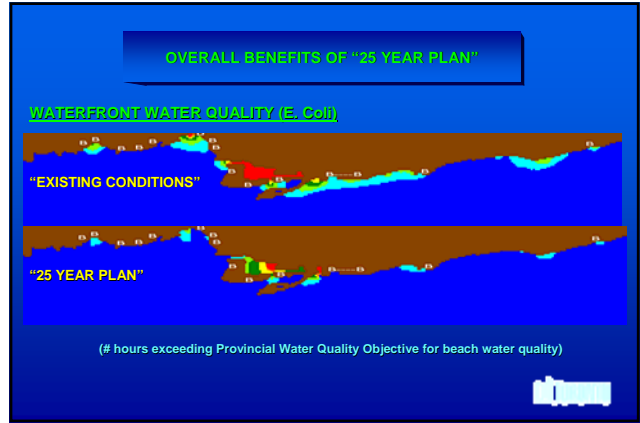 OVERALL BENEFITS OF “25 YEAR PLAN”
WATERFRONT WATER QUALITY (E. Coli)
B B B B B B B B B B----B B
“EXISTING CONDITIONS”
B B B B B B B B B B----B B
“25 YEAR PLAN”
(# hours exceeding Provincial Water Quality Objective for beach water quality)